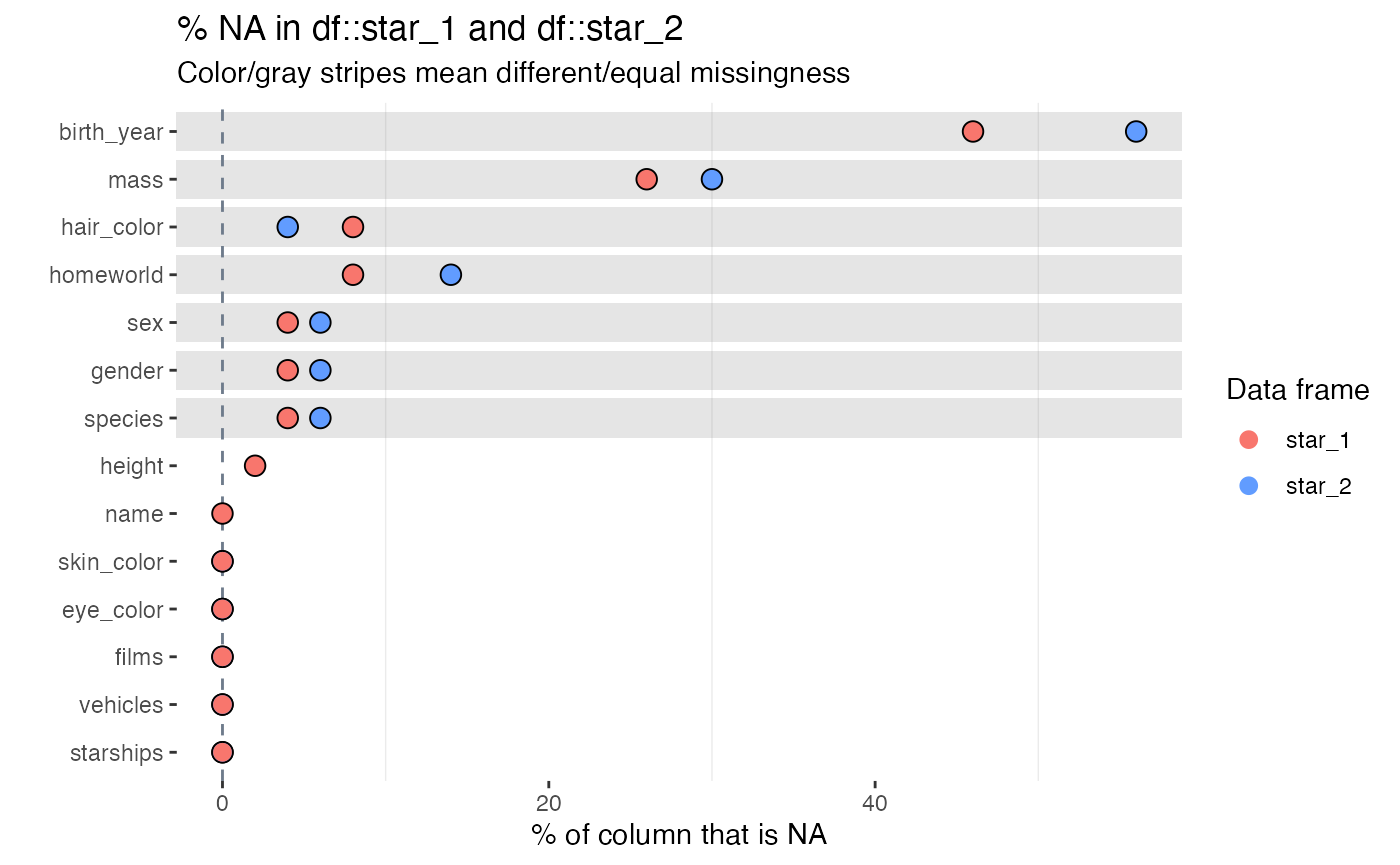 % NA in df::star_1 and df::star_2
Color/gray stripes mean different/equal missingness
birth_year
mass
hair_color
homeworld
sex
gender
species
height
name
skin_color
eye_color
films
vehicles
starships
0 20 40
% of column that is NA
Data frame
star_1
star_2